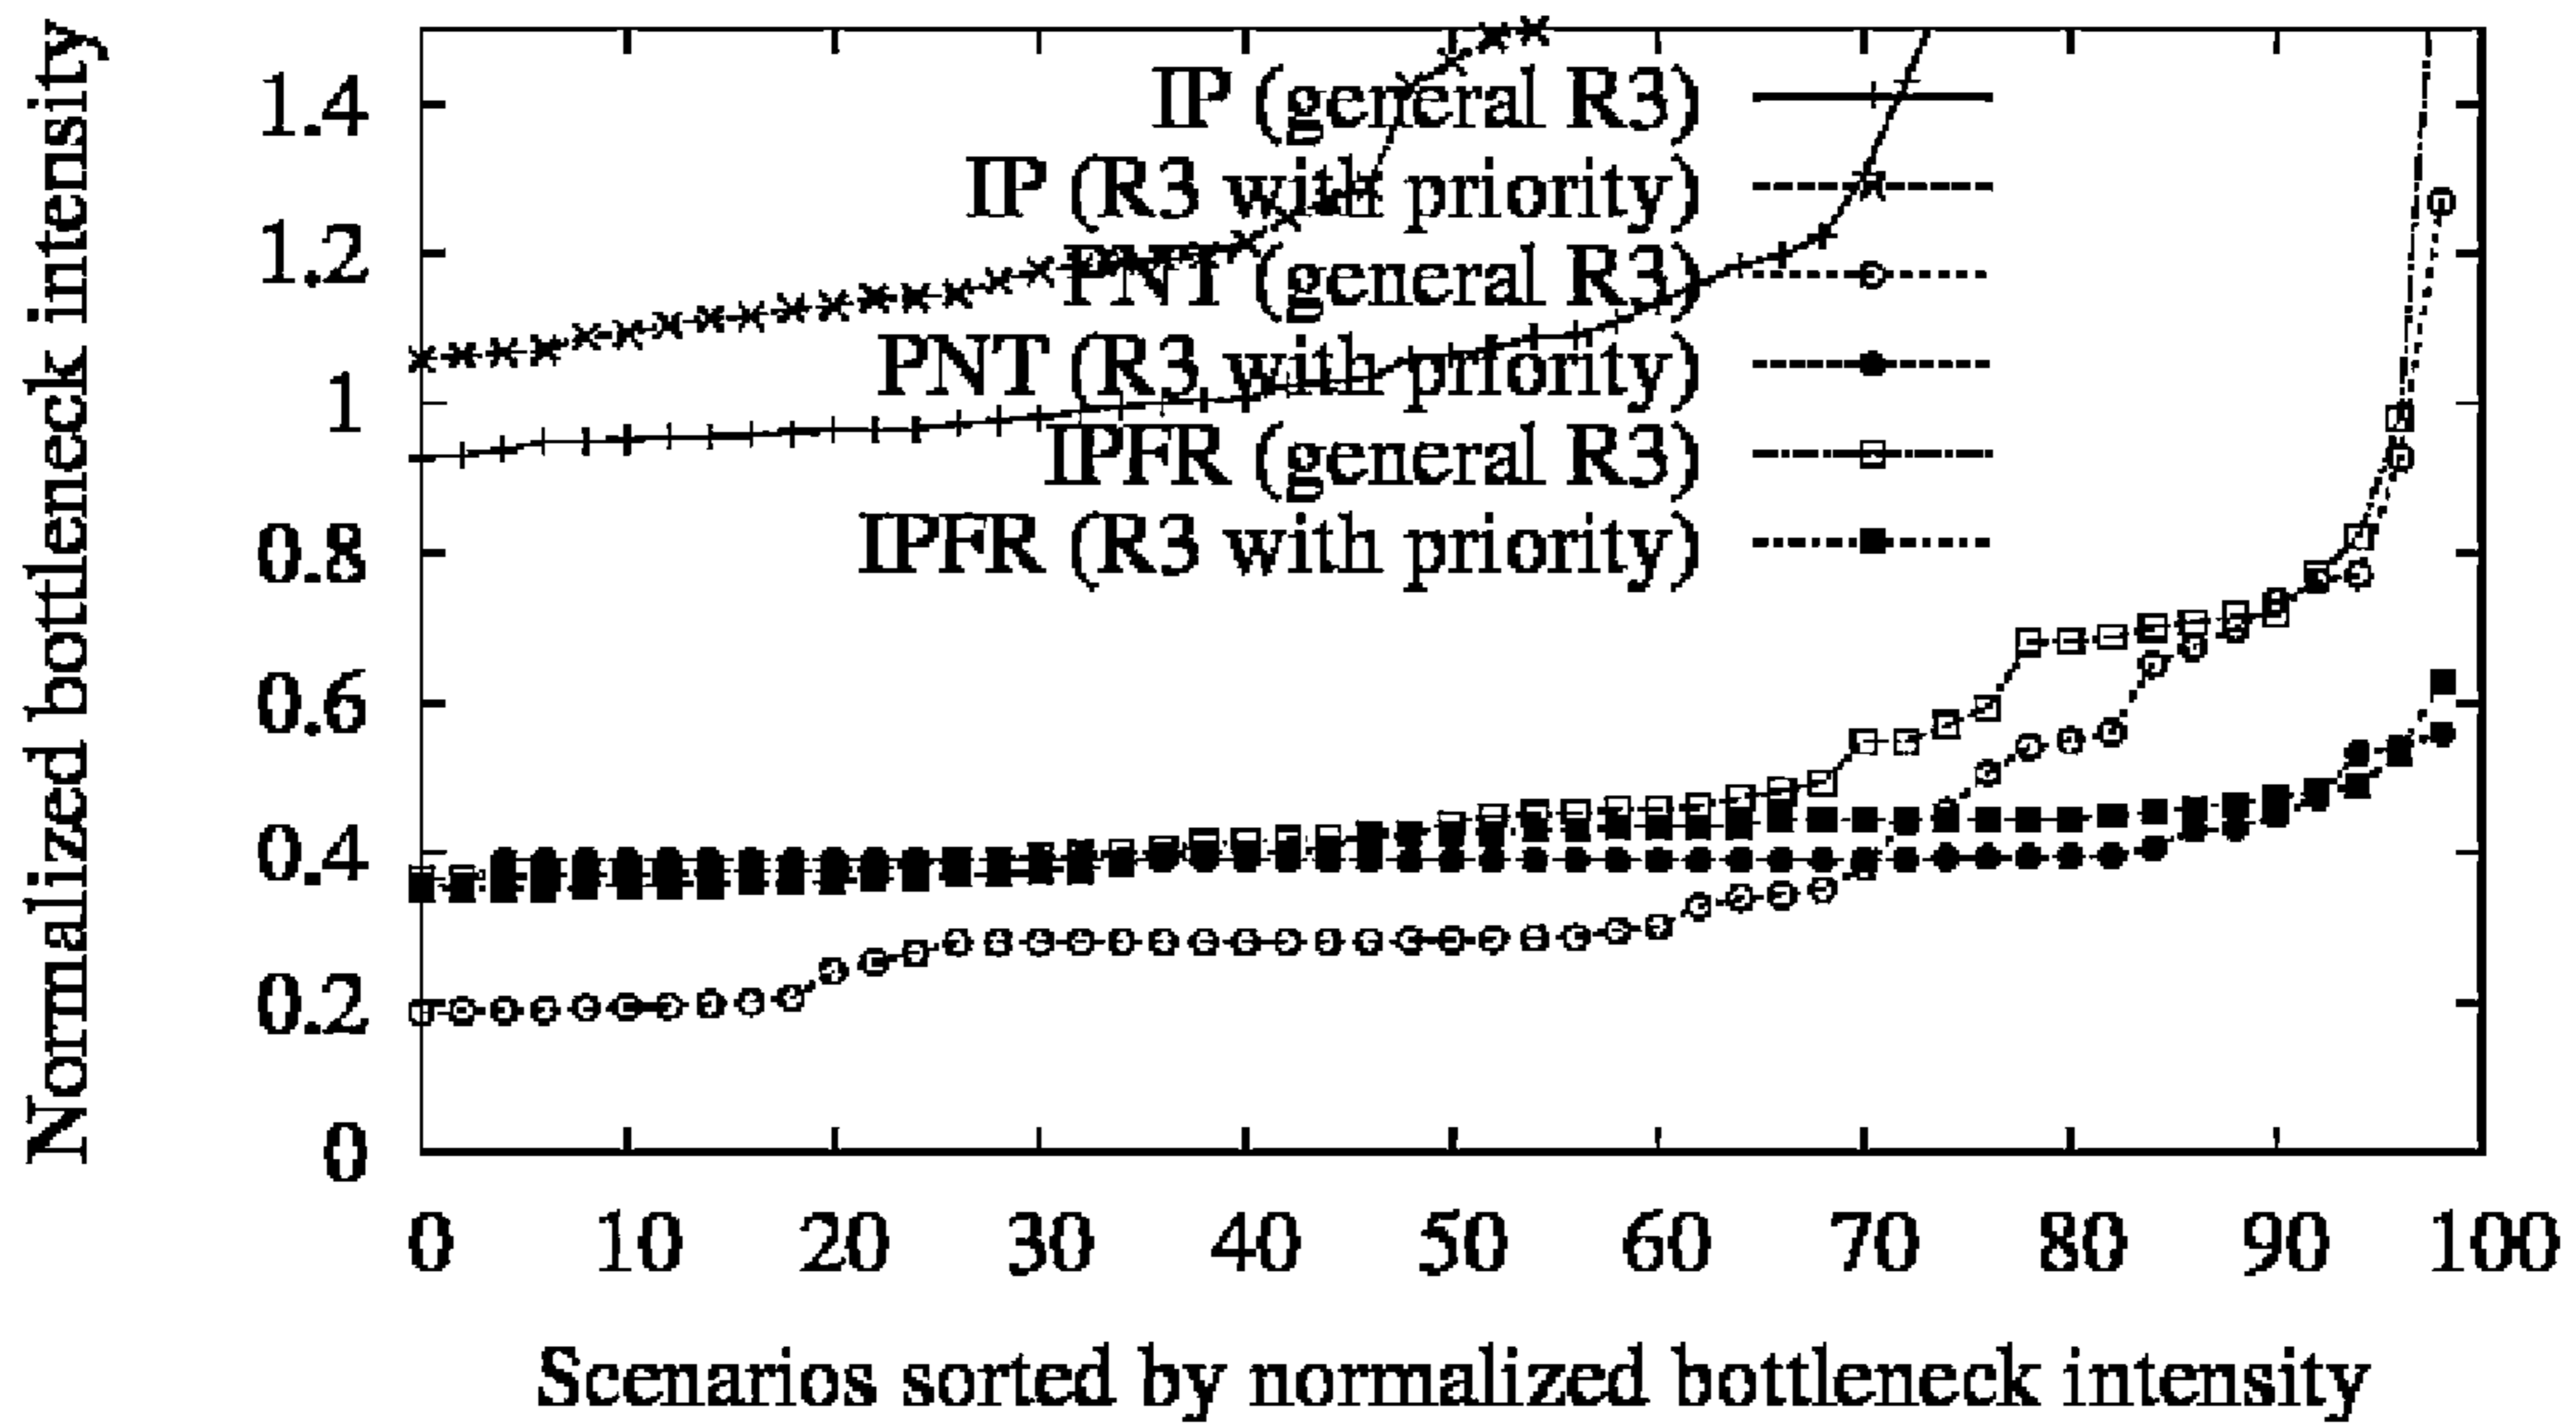 Normalized bottleneck intensity
1.4
1.2
1
0.8
0.6
0.4
0.2
0
IP (general R3)
IP (R3 with priority)
PNT (general R3)
PNT (R3 with priority)
IPFR (general R3)
IPFR (R3 with priority)
0 10 20 30 40 50 60 70 80 90 100
Scenarios sorted by normalized bottleneck intensity